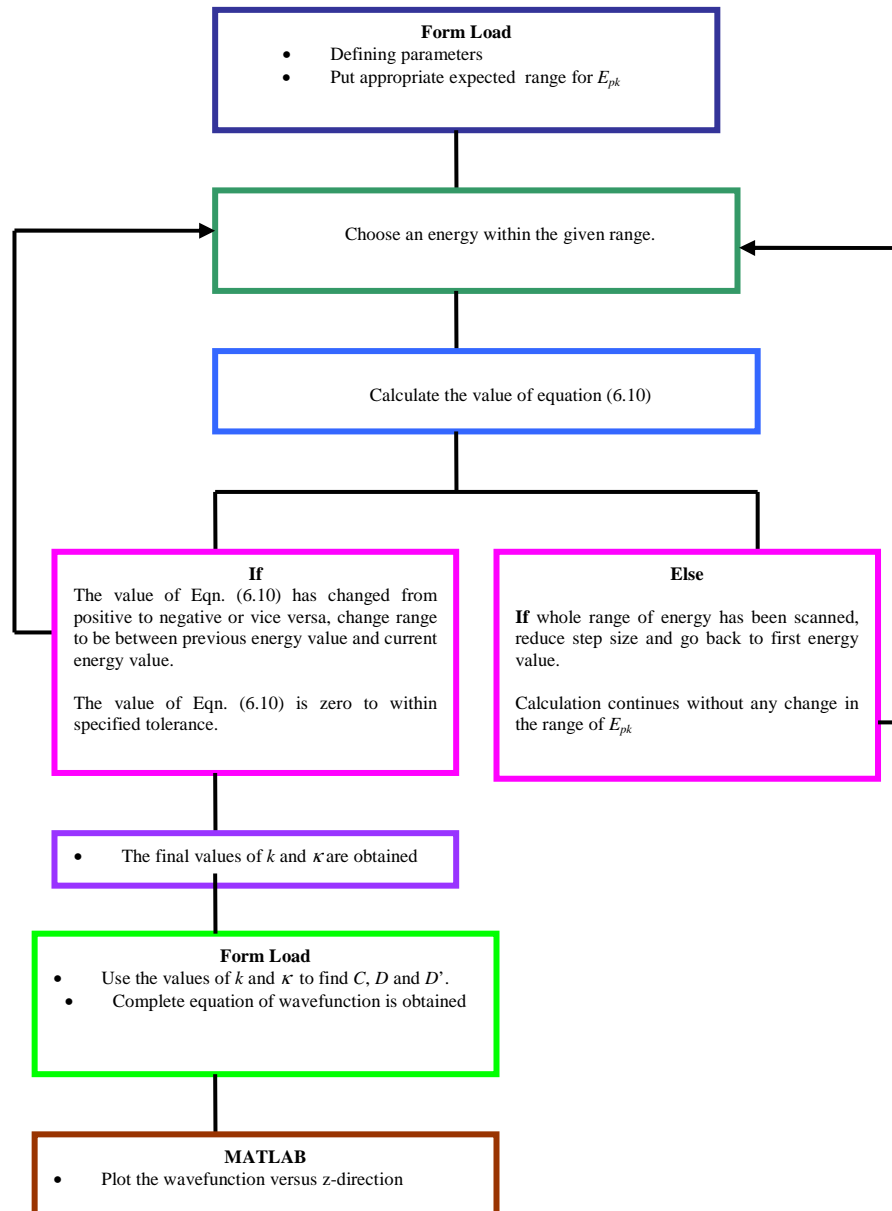 Form Load
• Defining parameters
• Put appropriate expected range for Epk
Choose an energy within the given range.
Calculate the value of equation (6.10)
If
The value of Eqn. (6.10) has changed from
positive to negative or vice versa, change range
to be between previous energy value and current
energy value.
The value of Eqn. (6.10) is zero to within
specified tolerance.
Else
If whole range of energy has been scanned,
reduce step size and go back to first energy
value.
Calculation continues without any change in
the range of Epk
• The final values of k and κ are obtained
Form Load
• Use the values of k and κ to find C, D and D’.
• Complete equation of wavefunction is obtained
MATLAB
• Plot the wavefunction versus z-direction